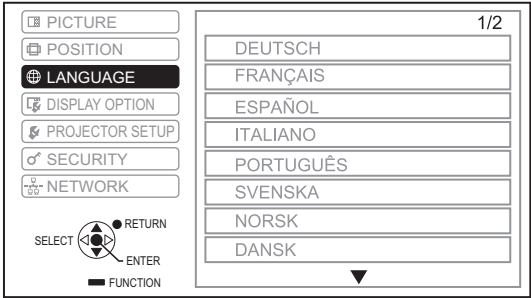 PICTURE
POSITION
LANGUAGE
DISPLAY OPTION
PROJECTOR SETUP
SECURITY
NETWORK
RETURN
SELECT
ENTER
FUNCTION
1/2
DEUTSCH
FRANÇAIS
ESPAÑOL
ITALIANO
PORTUGUÊS
SVENSKA
NORSK
DANSK